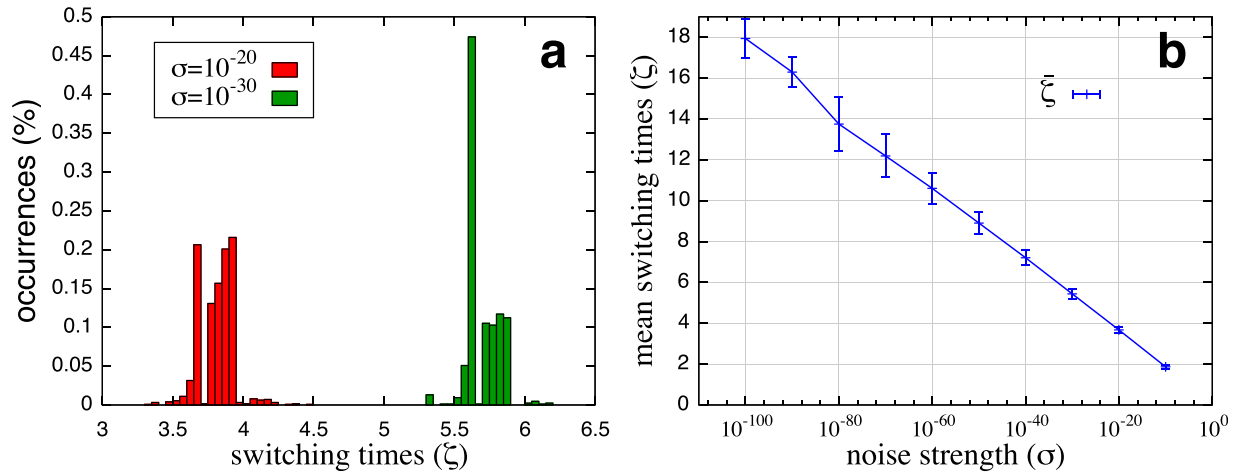 0.5
0.45
0.4
0.35
0.3
0.25
0.2
0.15
0.1
0.05
0
occurrences (%)
σ=10⁻²⁰
σ=10⁻³⁰
a
3 3.5 4 4.5 5 5.5 6 6.5
switching times (ζ)
18
16
14
12
10
8
6
4
2
0
mean switching times (ζ)
ζ̄
b
10⁻¹⁰⁰ 10⁻⁸⁰ 10⁻⁶⁰ 10⁻⁴⁰ 10⁻²⁰ 10⁰
noise strength (σ)